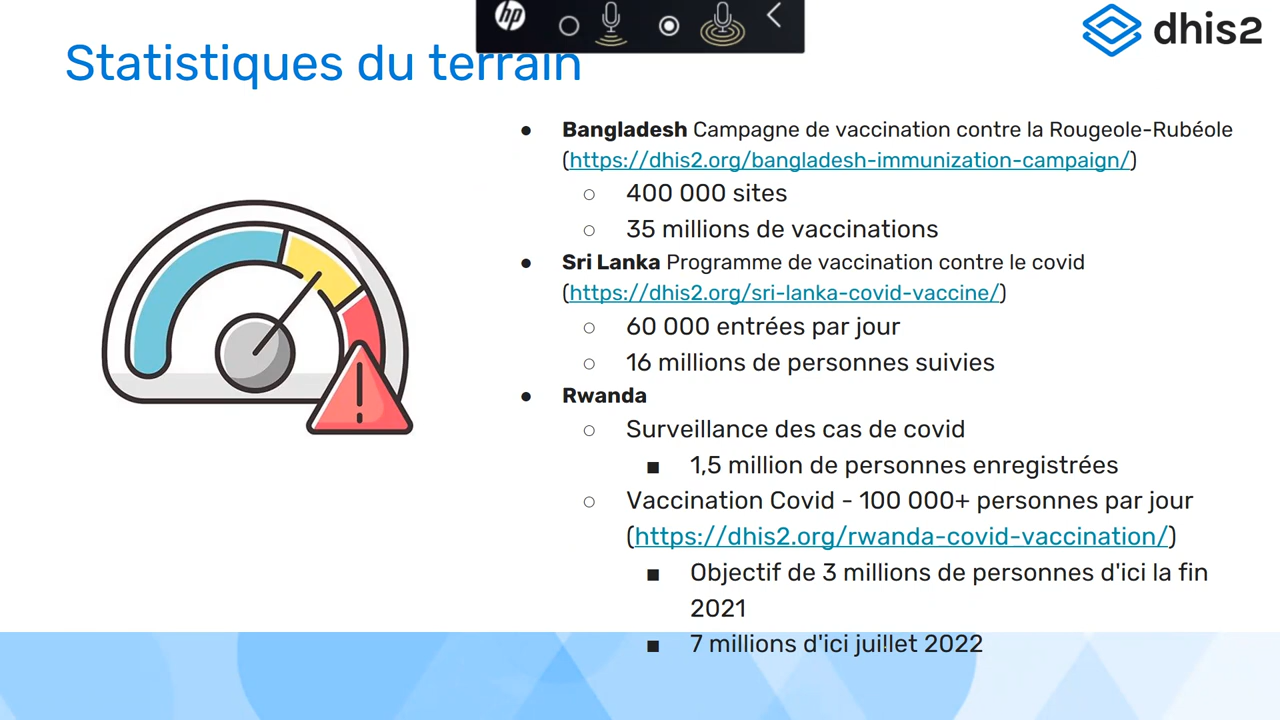 hp
dhis2
Statistiques du terrain
● Bangladesh Campagne de vaccination contre la Rougeole-Rubéole
(https://dhis2.org/bangladesh-immunization-campaign/)
○ 400 000 sites
○ 35 millions de vaccinations
● Sri Lanka Programme de vaccination contre le covid
(https://dhis2.org/sri-lanka-covid-vaccine/)
○ 60 000 entrées par jour
○ 16 millions de personnes suivies
● Rwanda
○ Surveillance des cas de covid
■ 1,5 million de personnes enregistrées
○ Vaccination Covid - 100 000+ personnes par jour
(https://dhis2.org/rwanda-covid-vaccination/)
■ Objectif de 3 millions de personnes d'ici la fin
2021
■ 7 millions d'ici juillet 2022